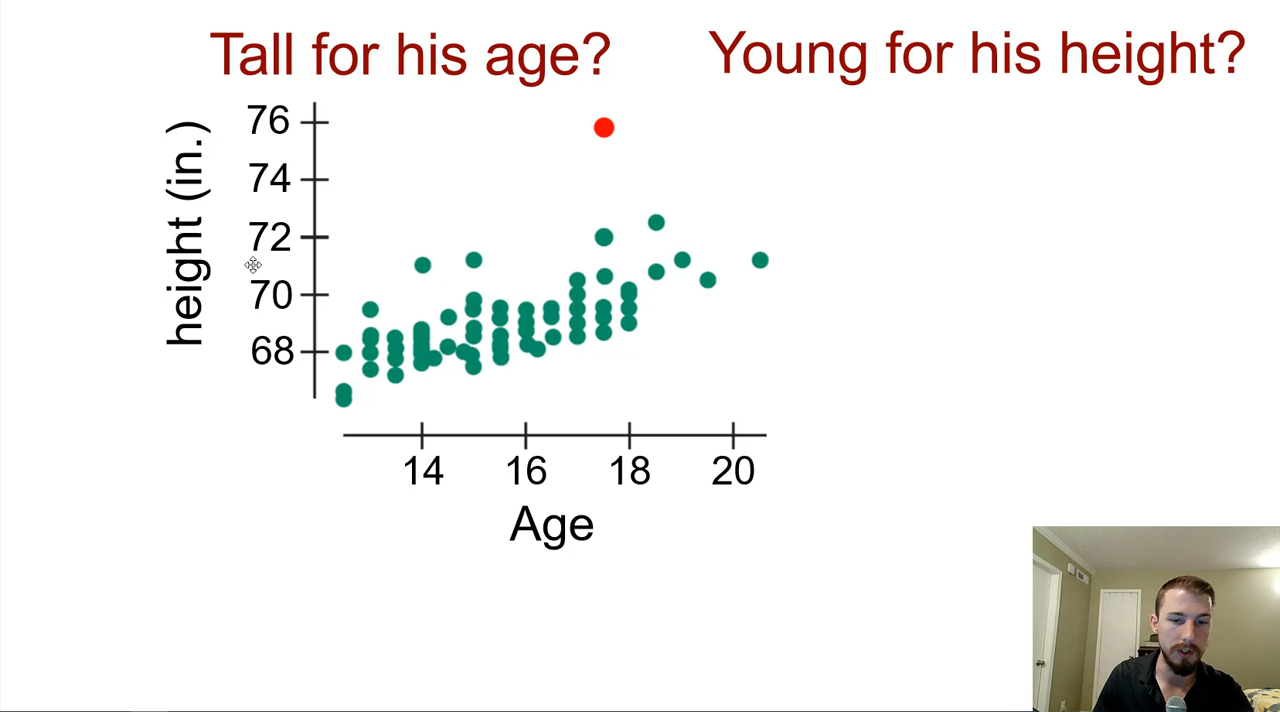 Tall for his age?
Young for his height?
height (in.)
76
74
72
70
68
14 16 18 20
Age